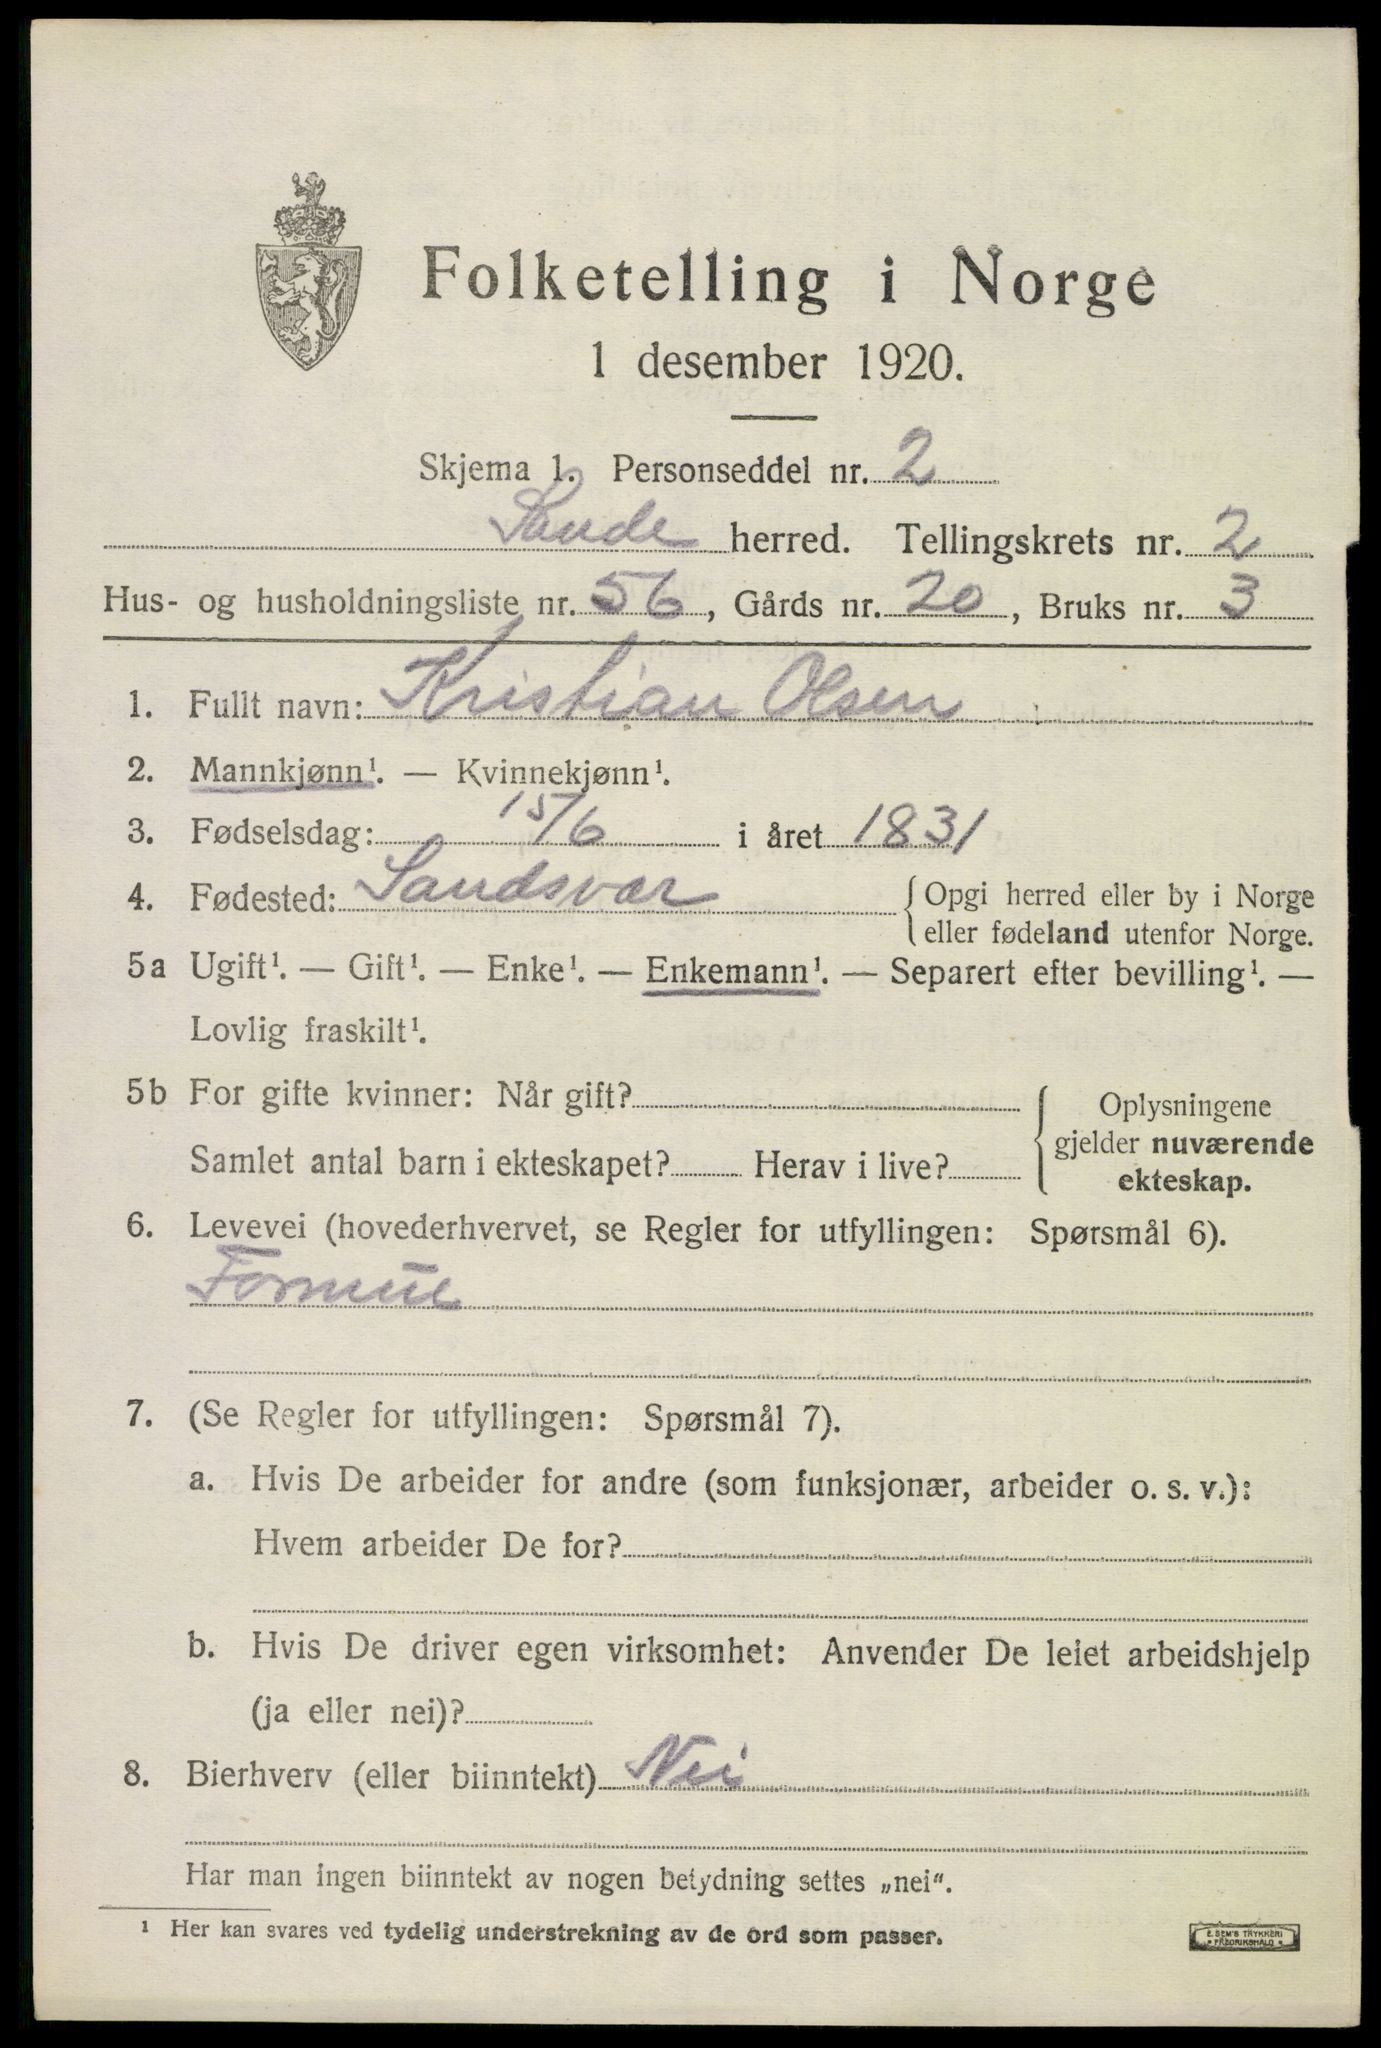 Folketelling i Norge
1 desember 1920.
Skjema 1. Personseddel nr. 2
Sande herred. Tellingskrets nr. 2
Hus- og husholdningsliste nr. 56, Gårds nr. 20, Bruks nr. 3
1. Fullt navn: Kristian Olsen
2. Mannkjønn¹. — Kvinnekjønn¹.
3. Fødselsdag: 15/6 i året 1831
4. Fødested: Sandsvær { Opgi herred eller by i Norge
eller fødeland utenfor Norge.
5a Ugift¹. — Gift¹. — Enke¹. — Enkemann¹. — Separert efter bevilling¹. —
Lovlig fraskilt¹.
5b For gifte kvinner: Når gift? { Oplysningene
gjelder nuværende
Samlet antal barn i ekteskapet? Herav i live?
ekteskap.
6. Levevei (hovederhvervet, se Regler for utfyllingen: Spørsmål 6).
Formue
7. (Se Regler for utfyllingen: Spørsmål 7).
a. Hvis De arbeider for andre (som funksjonær, arbeider o. s. v.):
Hvem arbeider De for?
b. Hvis De driver egen virksomhet: Anvender De leiet arbeidshjelp
(ja eller nei)?
8. Bierhverv (eller biinntekt) Nei
Har man ingen biinntekt av nogen betydning settes „nei".
¹ Her kan svares ved tydelig understrekning av de ord som passer.
E. SEM'S TRYKKERI
FREDRIKSHALD